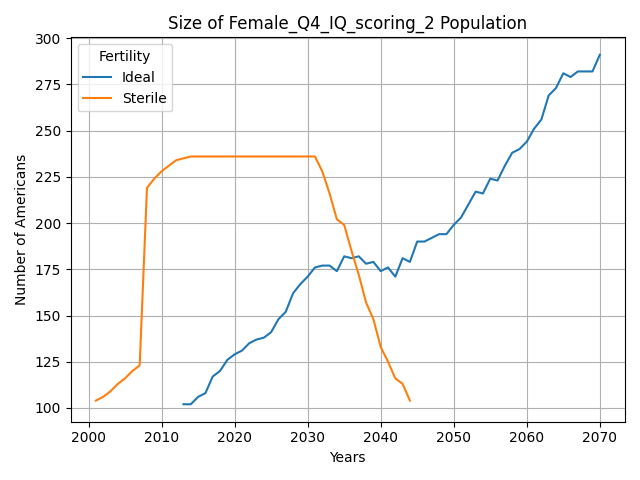 Size of Female_Q4_IQ_scoring_2 Population
Fertility
Ideal
Sterile
Number of Americans
300
275
250
225
200
175
150
125
100
2000 2010 2020 2030 2040 2050 2060 2070
Years